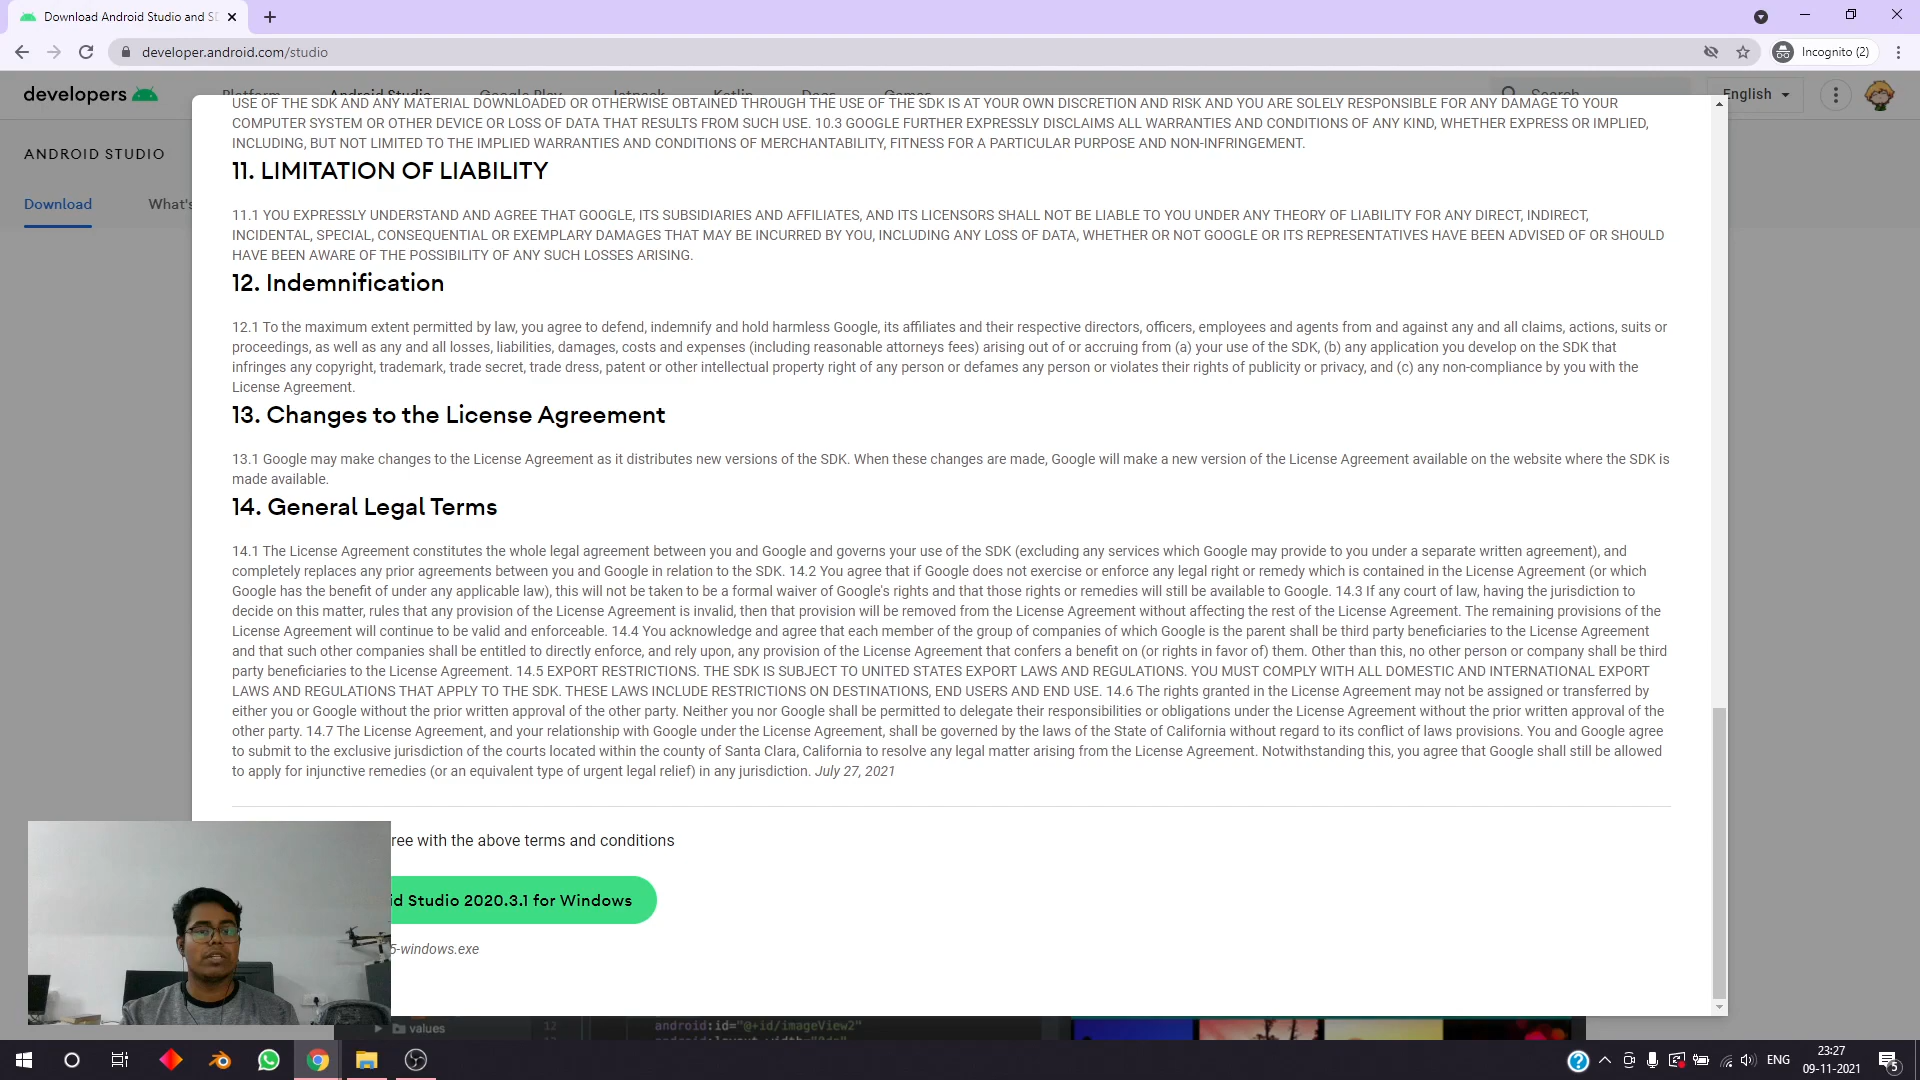 Download Android Studio and SD
developer.android.com/studio
Incognito (2)
developers
Platform Android Studio Google Play Jetpack Kotlin Docs Games
Search
English
ANDROID STUDIO
Download
What's
USE OF THE SDK AND ANY MATERIAL DOWNLOADED OR OTHERWISE OBTAINED THROUGH THE USE OF THE SDK IS AT YOUR OWN DISCRETION AND RISK AND YOU ARE SOLELY RESPONSIBLE FOR ANY DAMAGE TO YOUR
COMPUTER SYSTEM OR OTHER DEVICE OR LOSS OF DATA THAT RESULTS FROM SUCH USE. 10.3 GOOGLE FURTHER EXPRESSLY DISCLAIMS ALL WARRANTIES AND CONDITIONS OF ANY KIND, WHETHER EXPRESS OR IMPLIED,
INCLUDING, BUT NOT LIMITED TO THE IMPLIED WARRANTIES AND CONDITIONS OF MERCHANTABILITY, FITNESS FOR A PARTICULAR PURPOSE AND NON-INFRINGEMENT.
11. LIMITATION OF LIABILITY
11.1 YOU EXPRESSLY UNDERSTAND AND AGREE THAT GOOGLE, ITS SUBSIDIARIES AND AFFILIATES, AND ITS LICENSORS SHALL NOT BE LIABLE TO YOU UNDER ANY THEORY OF LIABILITY FOR ANY DIRECT, INDIRECT,
INCIDENTAL, SPECIAL, CONSEQUENTIAL OR EXEMPLARY DAMAGES THAT MAY BE INCURRED BY YOU, INCLUDING ANY LOSS OF DATA, WHETHER OR NOT GOOGLE OR ITS REPRESENTATIVES HAVE BEEN ADVISED OF OR SHOULD
HAVE BEEN AWARE OF THE POSSIBILITY OF ANY SUCH LOSSES ARISING.
12. Indemnification
12.1 To the maximum extent permitted by law, you agree to defend, indemnify and hold harmless Google, its affiliates and their respective directors, officers, employees and agents from and against any and all claims, actions, suits or
proceedings, as well as any and all losses, liabilities, damages, costs and expenses (including reasonable attorneys fees) arising out of or accruing from (a) your use of the SDK, (b) any application you develop on the SDK that
infringes any copyright, trademark, trade secret, trade dress, patent or other intellectual property right of any person or defames any person or violates their rights of publicity or privacy, and (c) any non-compliance by you with the
License Agreement.
13. Changes to the License Agreement
13.1 Google may make changes to the License Agreement as it distributes new versions of the SDK. When these changes are made, Google will make a new version of the License Agreement available on the website where the SDK is
made available.
14. General Legal Terms
14.1 The License Agreement constitutes the whole legal agreement between you and Google and governs your use of the SDK (excluding any services which Google may provide to you under a separate written agreement), and
completely replaces any prior agreements between you and Google in relation to the SDK. 14.2 You agree that if Google does not exercise or enforce any legal right or remedy which is contained in the License Agreement (or which
Google has the benefit of under any applicable law), this will not be taken to be a formal waiver of Google's rights and that those rights or remedies will still be available to Google. 14.3 If any court of law, having the jurisdiction to
decide on this matter, rules that any provision of the License Agreement is invalid, then that provision will be removed from the License Agreement without affecting the rest of the License Agreement. The remaining provisions of the
License Agreement will continue to be valid and enforceable. 14.4 You acknowledge and agree that each member of the group of companies of which Google is the parent shall be third party beneficiaries to the License Agreement
and that such other companies shall be entitled to directly enforce, and rely upon, any provision of the License Agreement that confers a benefit on (or rights in favor of) them. Other than this, no other person or company shall be third
party beneficiaries to the License Agreement. 14.5 EXPORT RESTRICTIONS. THE SDK IS SUBJECT TO UNITED STATES EXPORT LAWS AND REGULATIONS. YOU MUST COMPLY WITH ALL DOMESTIC AND INTERNATIONAL EXPORT
LAWS AND REGULATIONS THAT APPLY TO THE SDK. THESE LAWS INCLUDE RESTRICTIONS ON DESTINATIONS, END USERS AND END USE. 14.6 The rights granted in the License Agreement may not be assigned or transferred by
either you or Google without the prior written approval of the other party. Neither you nor Google shall be permitted to delegate their responsibilities or obligations under the License Agreement without the prior written approval of the
other party. 14.7 The License Agreement, and your relationship with Google under the License Agreement, shall be governed by the laws of the State of California without regard to its conflict of laws provisions. You and Google agree
to submit to the exclusive jurisdiction of the courts located within the county of Santa Clara, California to resolve any legal matter arising from the License Agreement. Notwithstanding this, you agree that Google shall still be allowed
to apply for injunctive remedies (or an equivalent type of urgent legal relief) in any jurisdiction. July 27, 2021
ree with the above terms and conditions
id Studio 2020.3.1 for Windows
5-windows.exe
values
12
android:id="@+id/imageView2"
ENG
23:27
09-11-2021
5